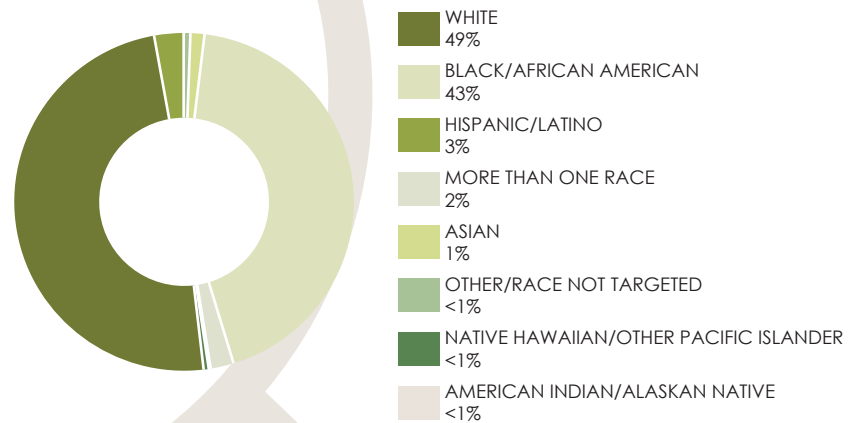 WHITE
49%
BLACK/AFRICAN AMERICAN
43%
HISPANIC/LATINO
3%
MORE THAN ONE RACE
2%
ASIAN
1%
OTHER/RACE NOT TARGETED
<1%
NATIVE HAWAIIAN/OTHER PACIFIC ISLANDER
<1%
AMERICAN INDIAN/ALASKAN NATIVE
<1%